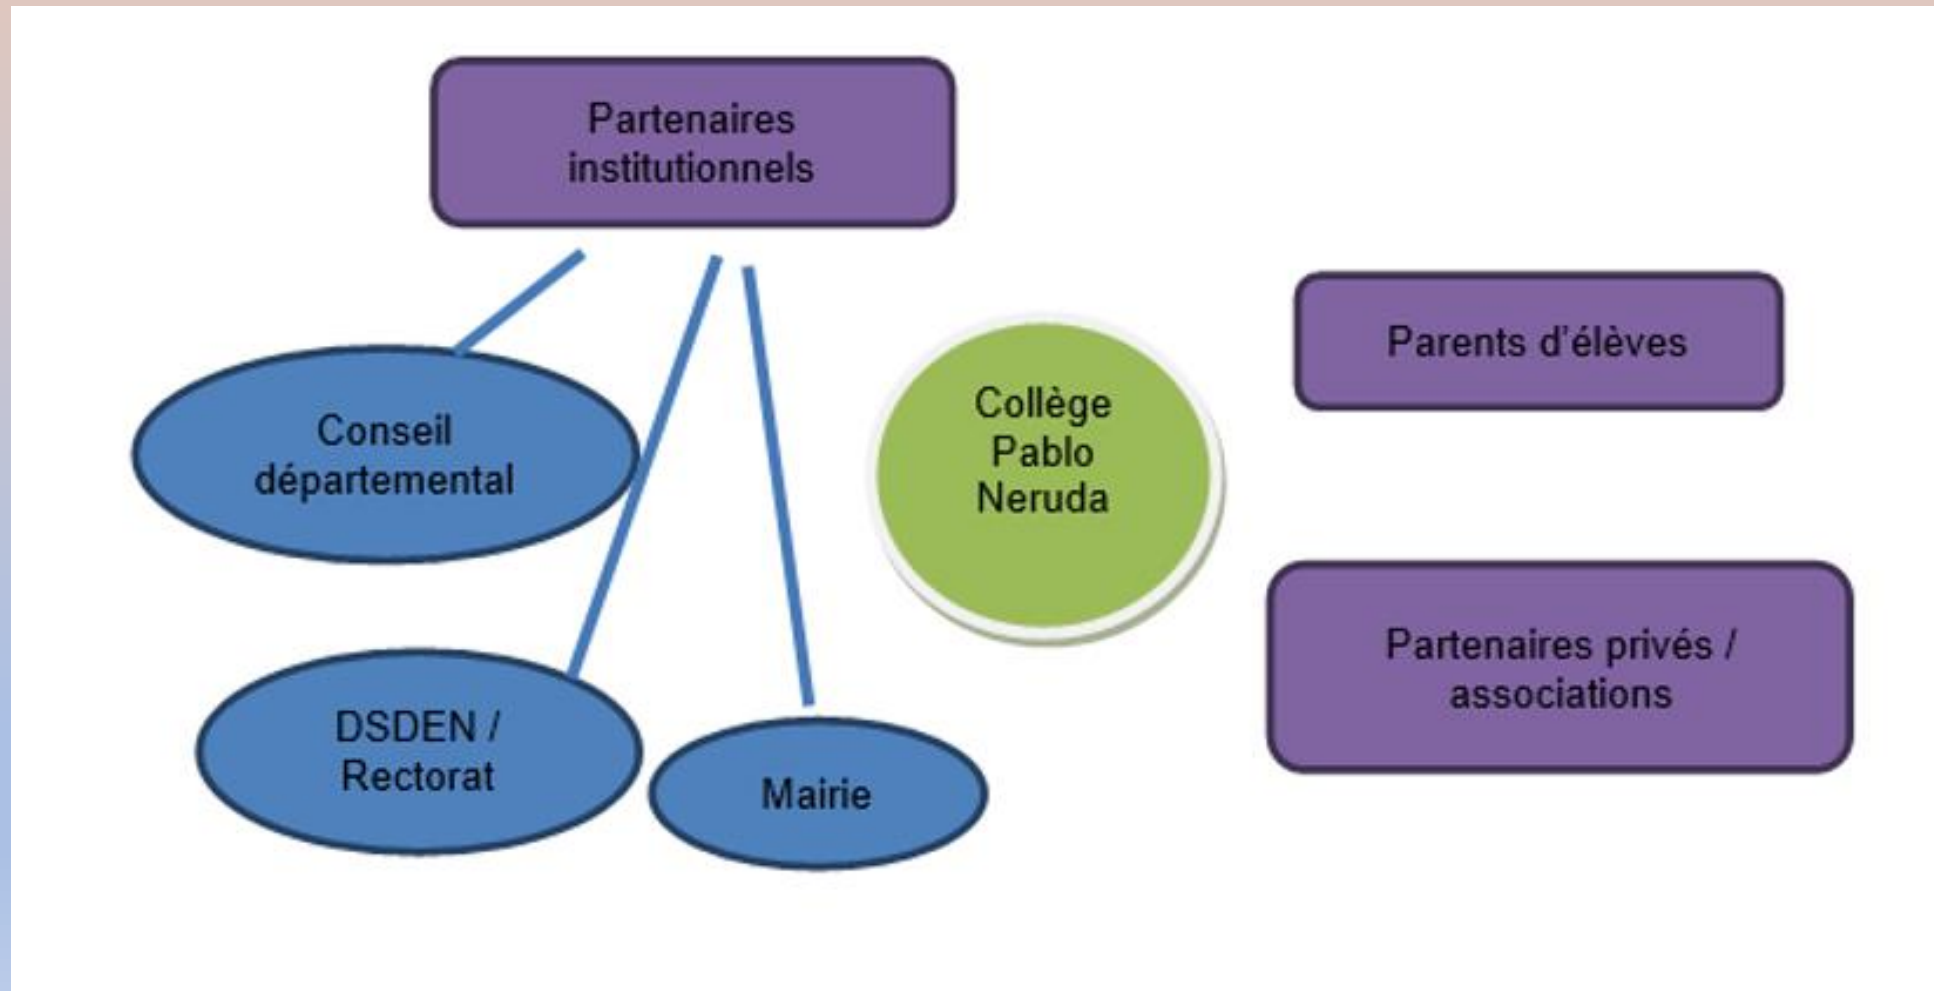 Partenaires
institutionnels
Parents d’élèves
Collège
Pablo
Neruda
Conseil
départemental
Partenaires privés /
associations
DSDEN /
Rectorat
Mairie